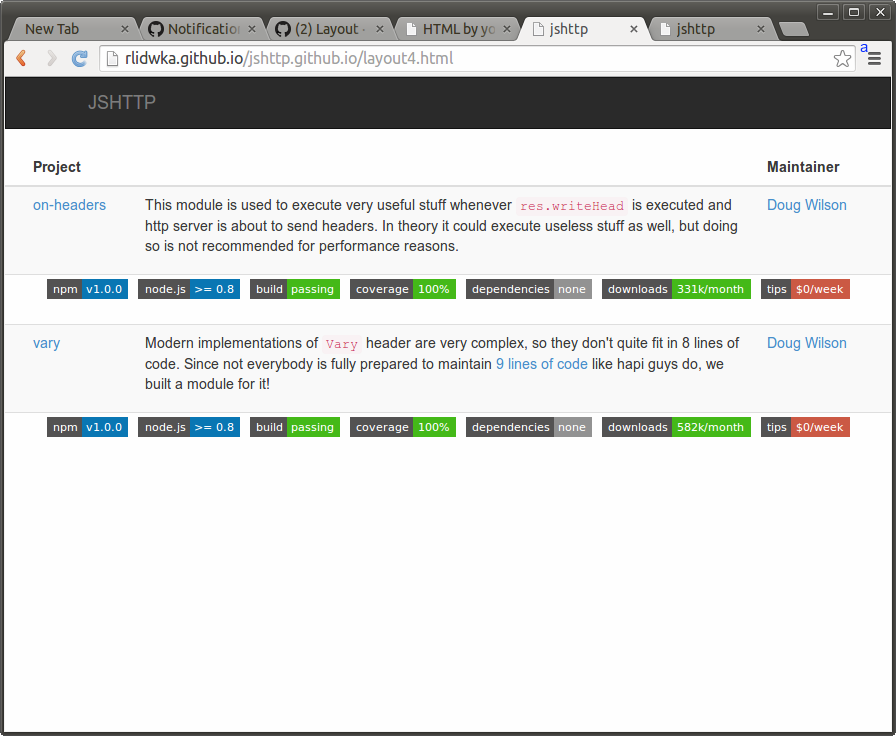 New Tab
Notification
(2) Layout
HTML by yo
jshttp
jshttp
rlidwka.github.io/jshttp.github.io/layout4.html
a
JSHTTP
Project Maintainer
on-headers This module is used to execute very useful stuff whenever res.writeHead is executed and Doug Wilson
http server is about to send headers. In theory it could execute useless stuff as well, but doing
so is not recommended for performance reasons.
npm v1.0.0 node.js >= 0.8 build passing coverage 100% dependencies none downloads 331k/month tips $0/week
vary Modern implementations of Vary header are very complex, so they don't quite fit in 8 lines of Doug Wilson
code. Since not everybody is fully prepared to maintain 9 lines of code like hapi guys do, we
built a module for it!
npm v1.0.0 node.js >= 0.8 build passing coverage 100% dependencies none downloads 582k/month tips $0/week